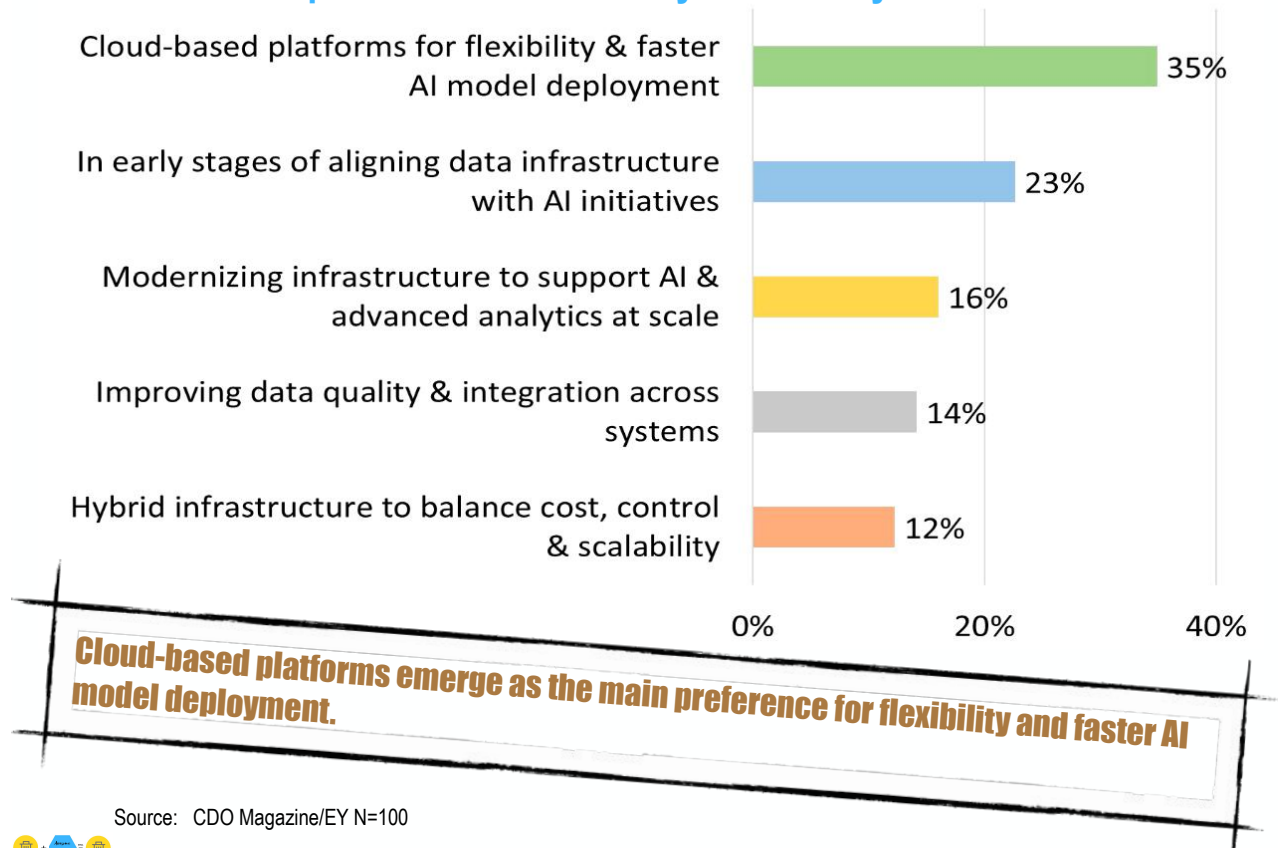 Cloud-based platforms for flexibility & faster
AI model deployment
35%
In early stages of aligning data infrastructure
with AI initiatives
23%
Modernizing infrastructure to support AI &
advanced analytics at scale
16%
Improving data quality & integration across
systems
14%
Hybrid infrastructure to balance cost, control
& scalability
12%
0% 20% 40%
Cloud-based platforms emerge as the main preference for flexibility and faster AI
model deployment.
Source: CDO Magazine/EY N=100